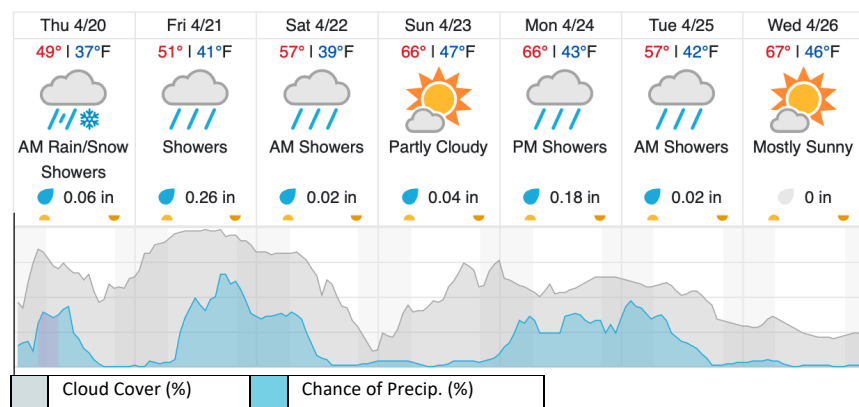 Thu 4/20 Fri 4/21 Sat 4/22 Sun 4/23 Mon 4/24 Tue 4/25 Wed 4/26
49° | 37°F 51° | 41°F 57° | 39°F 66° | 47°F 66° | 43°F 57° | 42°F 67° | 46°F
AM Rain/Snow Showers AM Showers Partly Cloudy PM Showers AM Showers Mostly Sunny
Showers
0.06 in 0.26 in 0.02 in 0.04 in 0.18 in 0.02 in 0 in
Cloud Cover (%) Chance of Precip. (%)